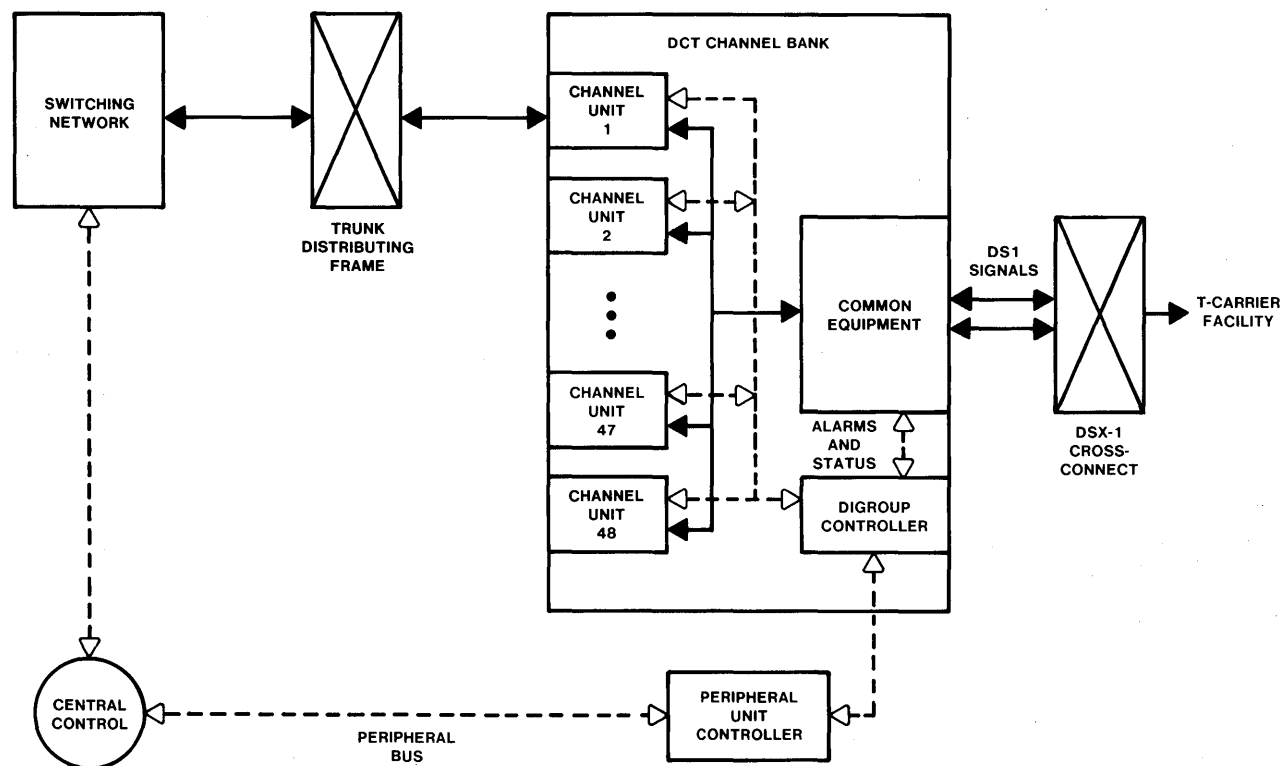 DCT CHANNEL BANK
SWITCHING
NETWORK
CHANNEL
UNIT
1
CHANNEL
UNIT
2
TRUNK
DISTRIBUTING
FRAME
COMMON
EQUIPMENT
DS1
SIGNALS
T-CARRIER
FACILITY
CHANNEL
UNIT
47
ALARMS
AND
STATUS
DSX-1
CROSS-
CONNECT
CHANNEL
UNIT
48
DIGROUP
CONTROLLER
CENTRAL
CONTROL
PERIPHERAL
BUS
PERIPHERAL
UNIT
CONTROLLER